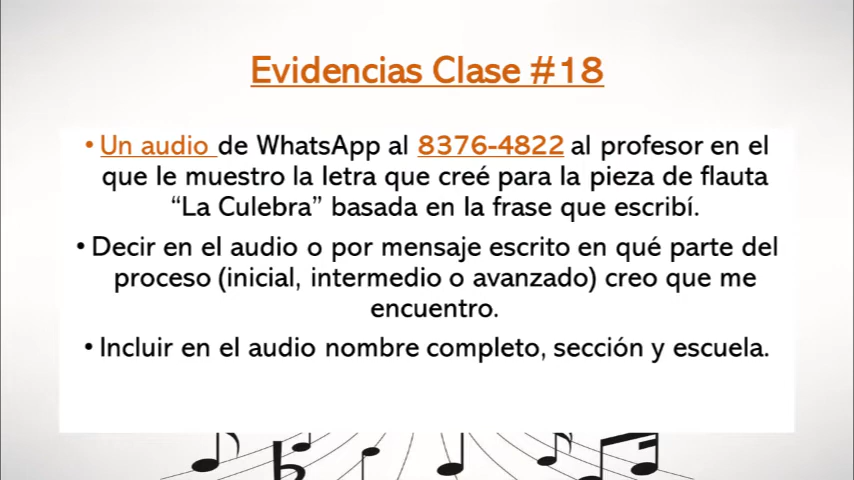 Evidencias Clase #18
• Un audio de WhatsApp al 8376-4822 al profesor en el
que le muestro la letra que creé para la pieza de flauta
“La Culebra” basada en la frase que escribí.
• Decir en el audio o por mensaje escrito en qué parte del
proceso (inicial, intermedio o avanzado) creo que me
encuentro.
• Incluir en el audio nombre completo, sección y escuela.